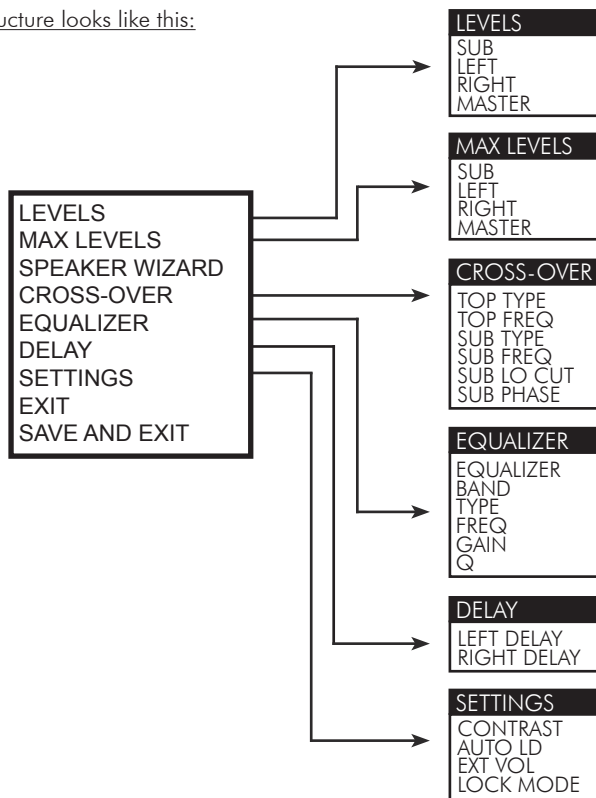 ucture looks like this:
LEVELS
MAX LEVELS
SPEAKER WIZARD
CROSS-OVER
EQUALIZER
DELAY
SETTINGS
EXIT
SAVE AND EXIT
LEVELS
SUB
LEFT
RIGHT
MASTER
MAX LEVELS
SUB
LEFT
RIGHT
MASTER
CROSS-OVER
TOP TYPE
TOP FREQ
SUB TYPE
SUB FREQ
SUB LO CUT
SUB PHASE
EQUALIZER
EQUALIZER
BAND
TYPE
FREQ
GAIN
Q
DELAY
LEFT DELAY
RIGHT DELAY
SETTINGS
CONTRAST
AUTO LD
EXT VOL
LOCK MODE